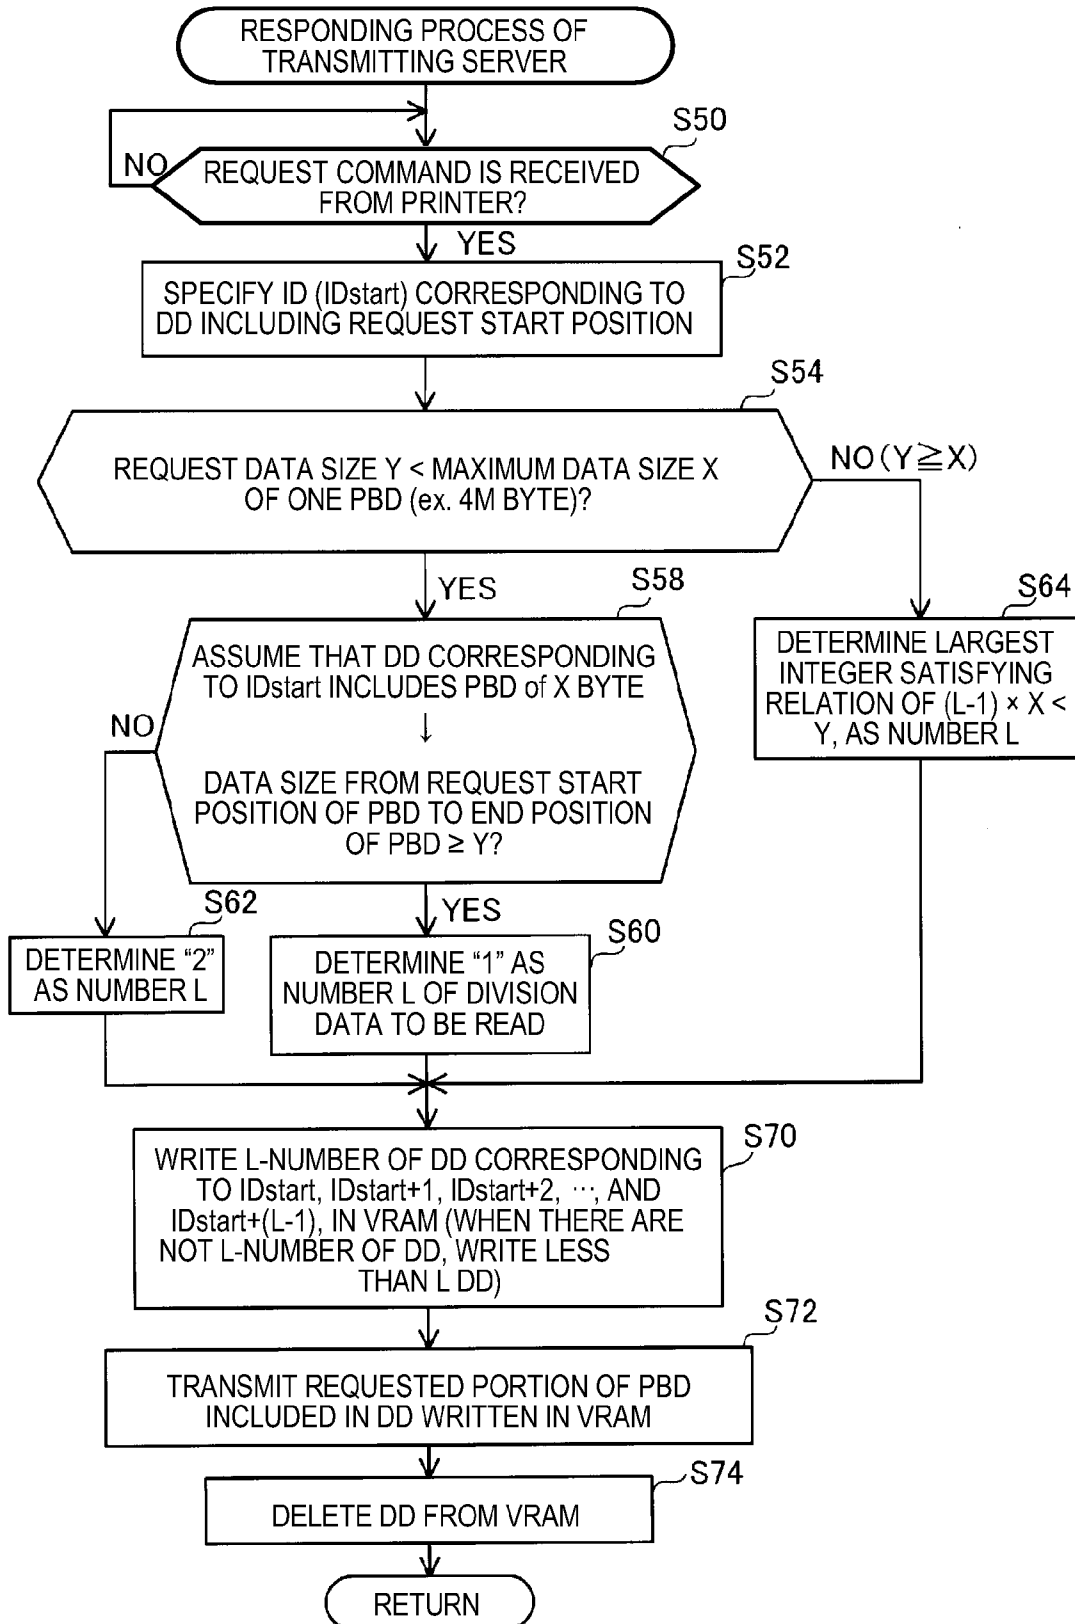 RESPONDING PROCESS OF
TRANSMITTING SERVER
S50
NO
REQUEST COMMAND IS RECEIVED
FROM PRINTER?
YES
S52
SPECIFY ID (IDstart) CORRESPONDING TO
DD INCLUDING REQUEST START POSITION
S54
REQUEST DATA SIZE Y < MAXIMUM DATA SIZE X
OF ONE PBD (ex. 4M BYTE)?
NO (Y≧X)
YES
S58
S64
ASSUME THAT DD CORRESPONDING
TO IDstart INCLUDES PBD of X BYTE
↓
DATA SIZE FROM REQUEST START
POSITION OF PBD TO END POSITION
OF PBD ≥ Y?
NO
DETERMINE LARGEST
INTEGER SATISFYING
RELATION OF (L-1) × X <
Y, AS NUMBER L
YES
S62
DETERMINE “2”
AS NUMBER L
S60
DETERMINE “1” AS
NUMBER L OF DIVISION
DATA TO BE READ
S70
WRITE L-NUMBER OF DD CORRESPONDING
TO IDstart, IDstart+1, IDstart+2, ···, AND
IDstart+(L-1), IN VRAM (WHEN THERE ARE
NOT L-NUMBER OF DD, WRITE LESS
THAN L DD)
S72
TRANSMIT REQUESTED PORTION OF PBD
INCLUDED IN DD WRITTEN IN VRAM
S74
DELETE DD FROM VRAM
RETURN